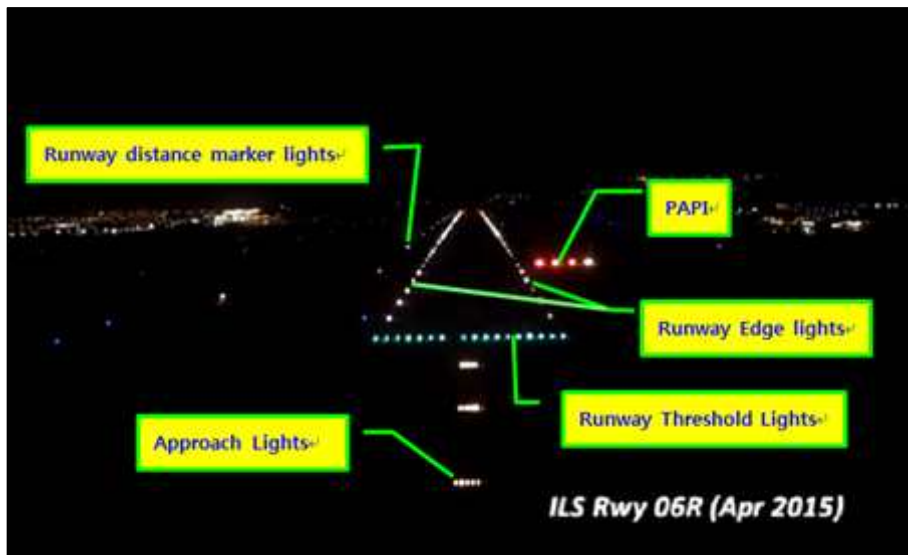 Runway distance marker lights
PAPI
Runway Edge lights
Runway Threshold Lights
Approach Lights
ILS Rwy 06R (Apr 2015)